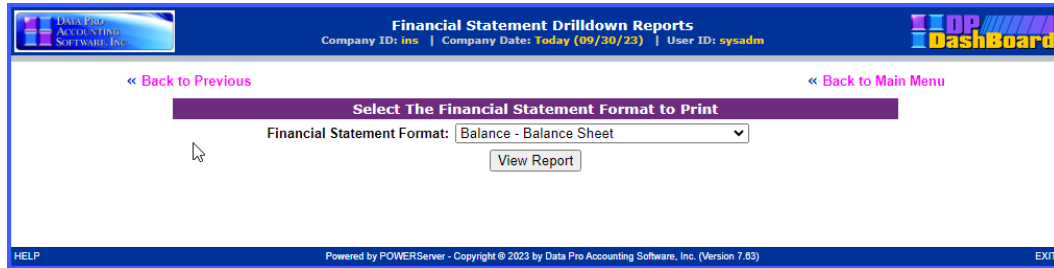 DATA PRO
ACCOUNTING
SOFTWARE, INC.
Financial Statement Drilldown Reports
Company ID: ins | Company Date: Today (09/30/23) | User ID: sysadm
DP
DashBoard
« Back to Previous
« Back to Main Menu
Select The Financial Statement Format to Print
Financial Statement Format: Balance - Balance Sheet
View Report
HELP
Powered by POWERServer - Copyright © 2023 by Data Pro Accounting Software, Inc. (Version 7.63)
EXIT